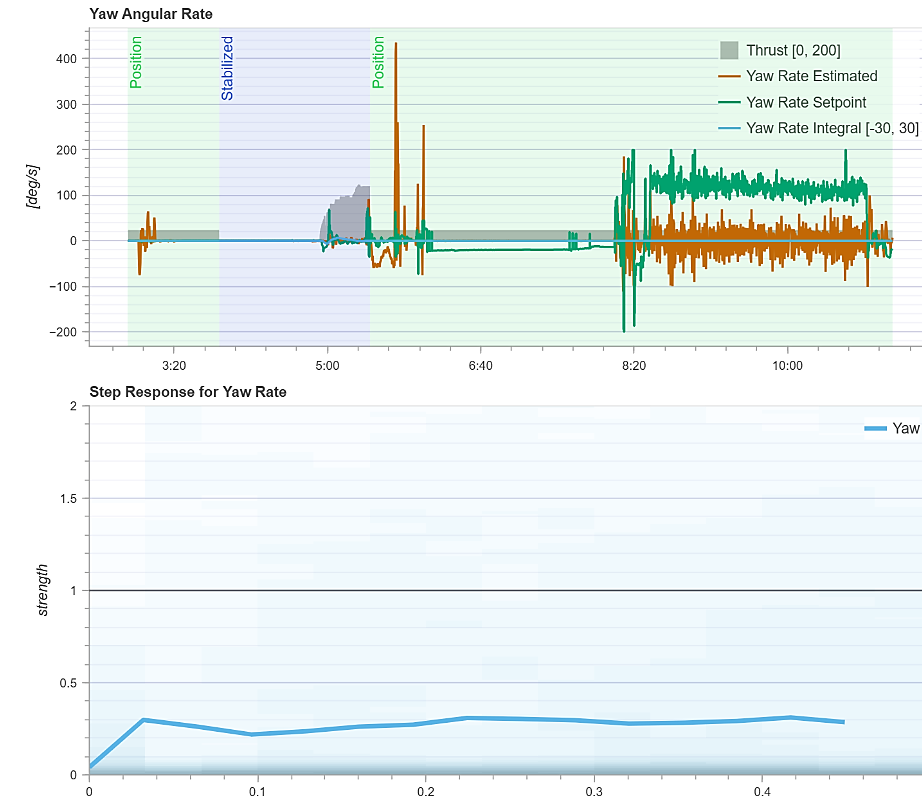 Yaw Angular Rate
Position
Stabilized
Position
Thrust [0, 200]
Yaw Rate Estimated
Yaw Rate Setpoint
Yaw Rate Integral [-30, 30]
[deg/s]
400
300
200
100
0
−100
−200
3:20
5:00
6:40
8:20
10:00
Step Response for Yaw Rate
Yaw
strength
2
1.5
1
0.5
0
0
0.1
0.2
0.3
0.4